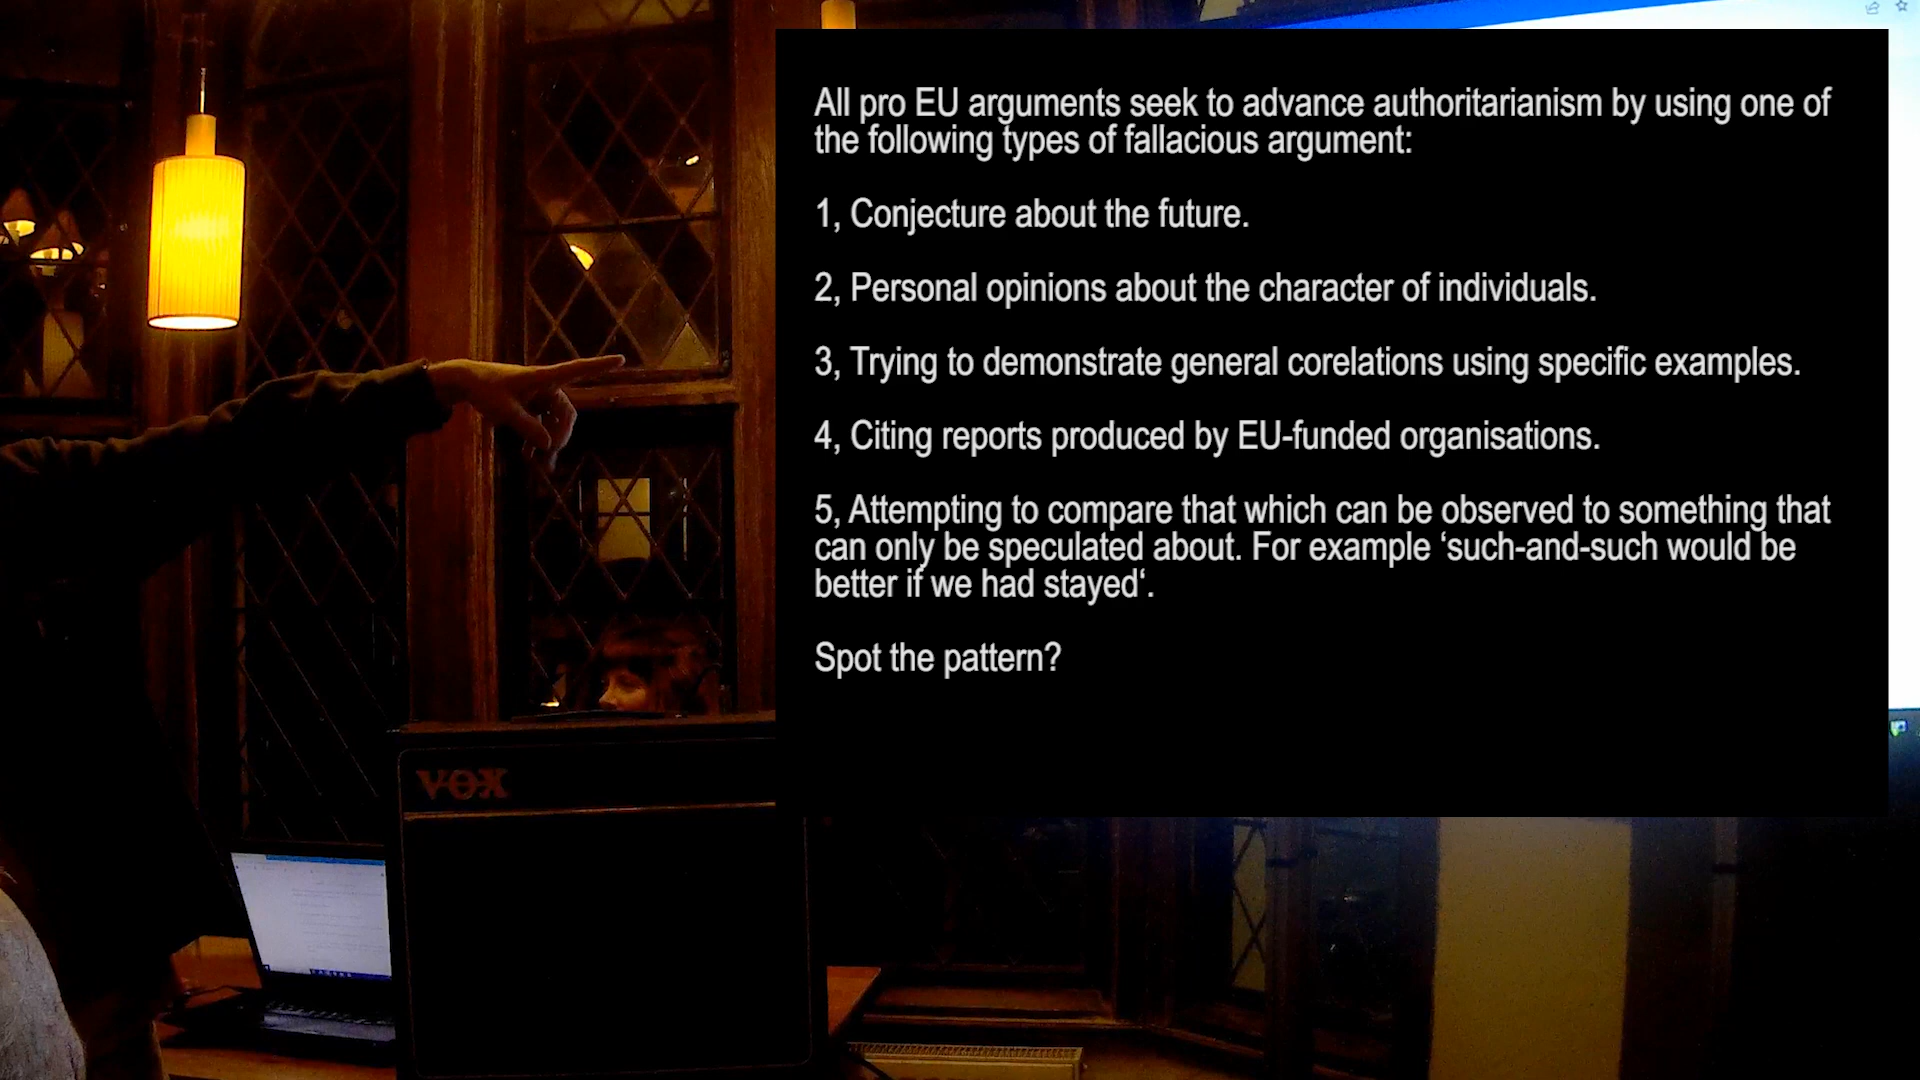 All pro EU arguments seek to advance authoritarianism by using one of
the following types of fallacious argument:
1, Conjecture about the future.
2, Personal opinions about the character of individuals.
3, Trying to demonstrate general corelations using specific examples.
4, Citing reports produced by EU-funded organisations.
5, Attempting to compare that which can be observed to something that
can only be speculated about. For example ‘such-and-such would be
better if we had stayed‘.
Spot the pattern?
VOX